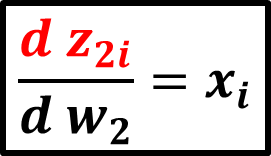 d z₂ᵢ / d w₂ = xᵢ